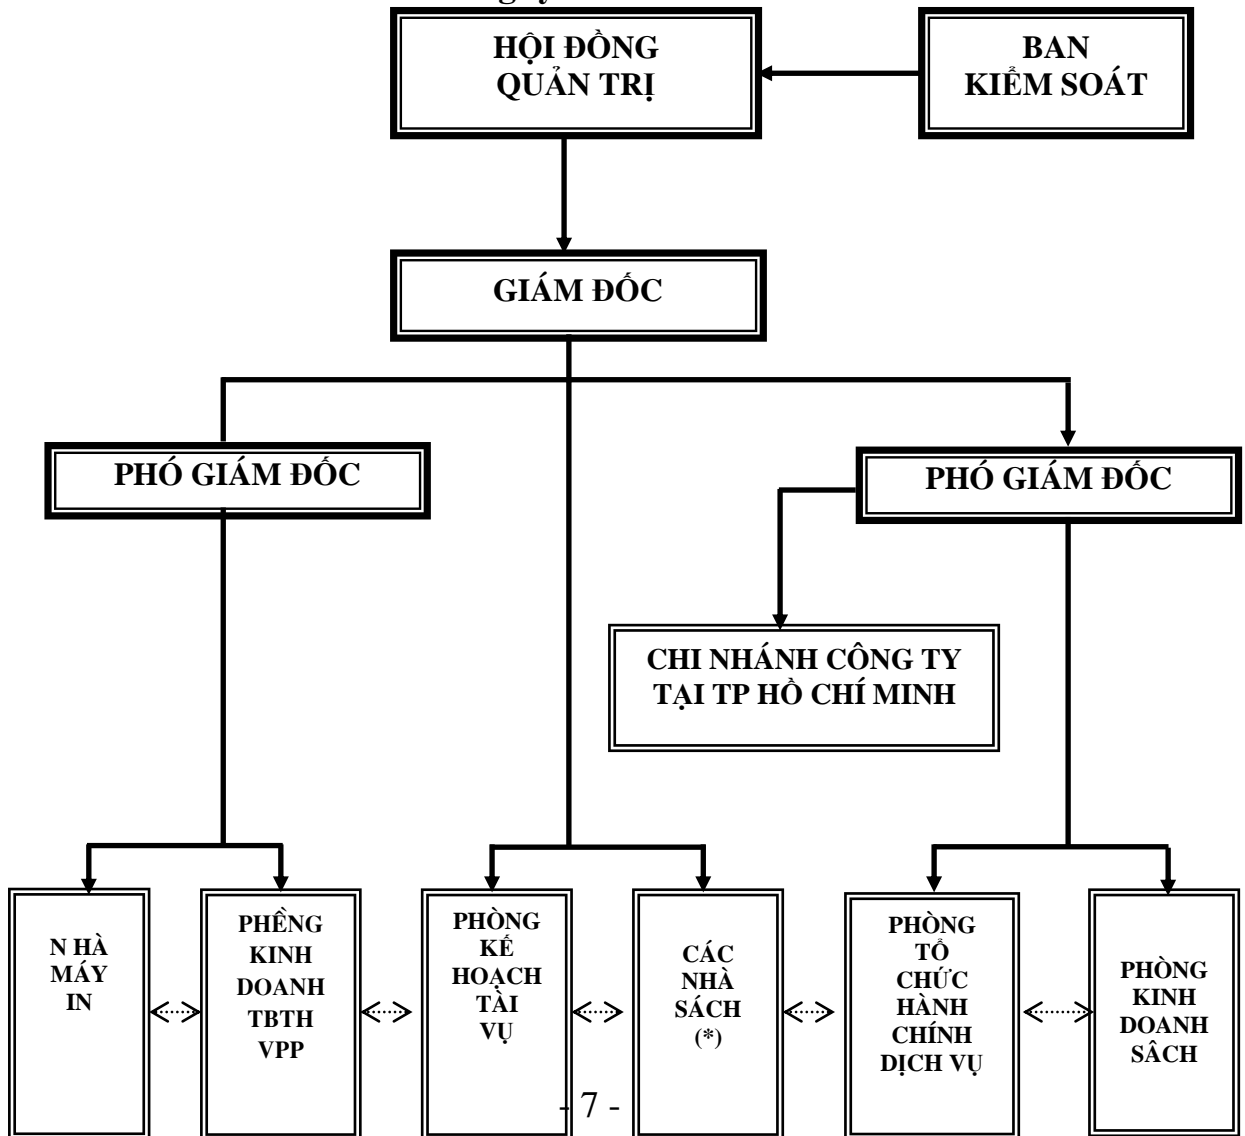 HỘI ĐỒNG
QUẢN TRỊ
BAN
KIỂM SOÁT
GIÁM ĐỐC
PHÓ GIÁM ĐỐC
PHÓ GIÁM ĐỐC
CHI NHÁNH CÔNG TY
TẠI TP HỒ CHÍ MINH
N HÀ
MÁY
IN
PHỀNG
KINH
DOANH
TBTH
VPP
PHÒNG
KẾ
HOẠCH
TÀI
VỤ
CÁC
NHÀ
SÁCH
(*)
PHÒNG
TỔ
CHỨC
HÀNH
CHÍNH
DỊCH VỤ
PHÒNG
KINH
DOANH
SÂCH
- 7 -